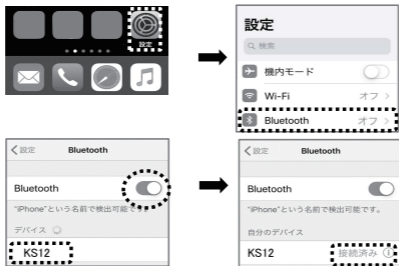 設定
設定
検索
機内モード
Wi-Fi オフ >
Bluetooth オフ >
< 設定 Bluetooth
Bluetooth
"iPhone"という名前で検出可能です。
デバイス
KS12
< 設定 Bluetooth
Bluetooth
"iPhone"という名前で検出可能です。
自分のデバイス
KS12 接続済み ⓘ